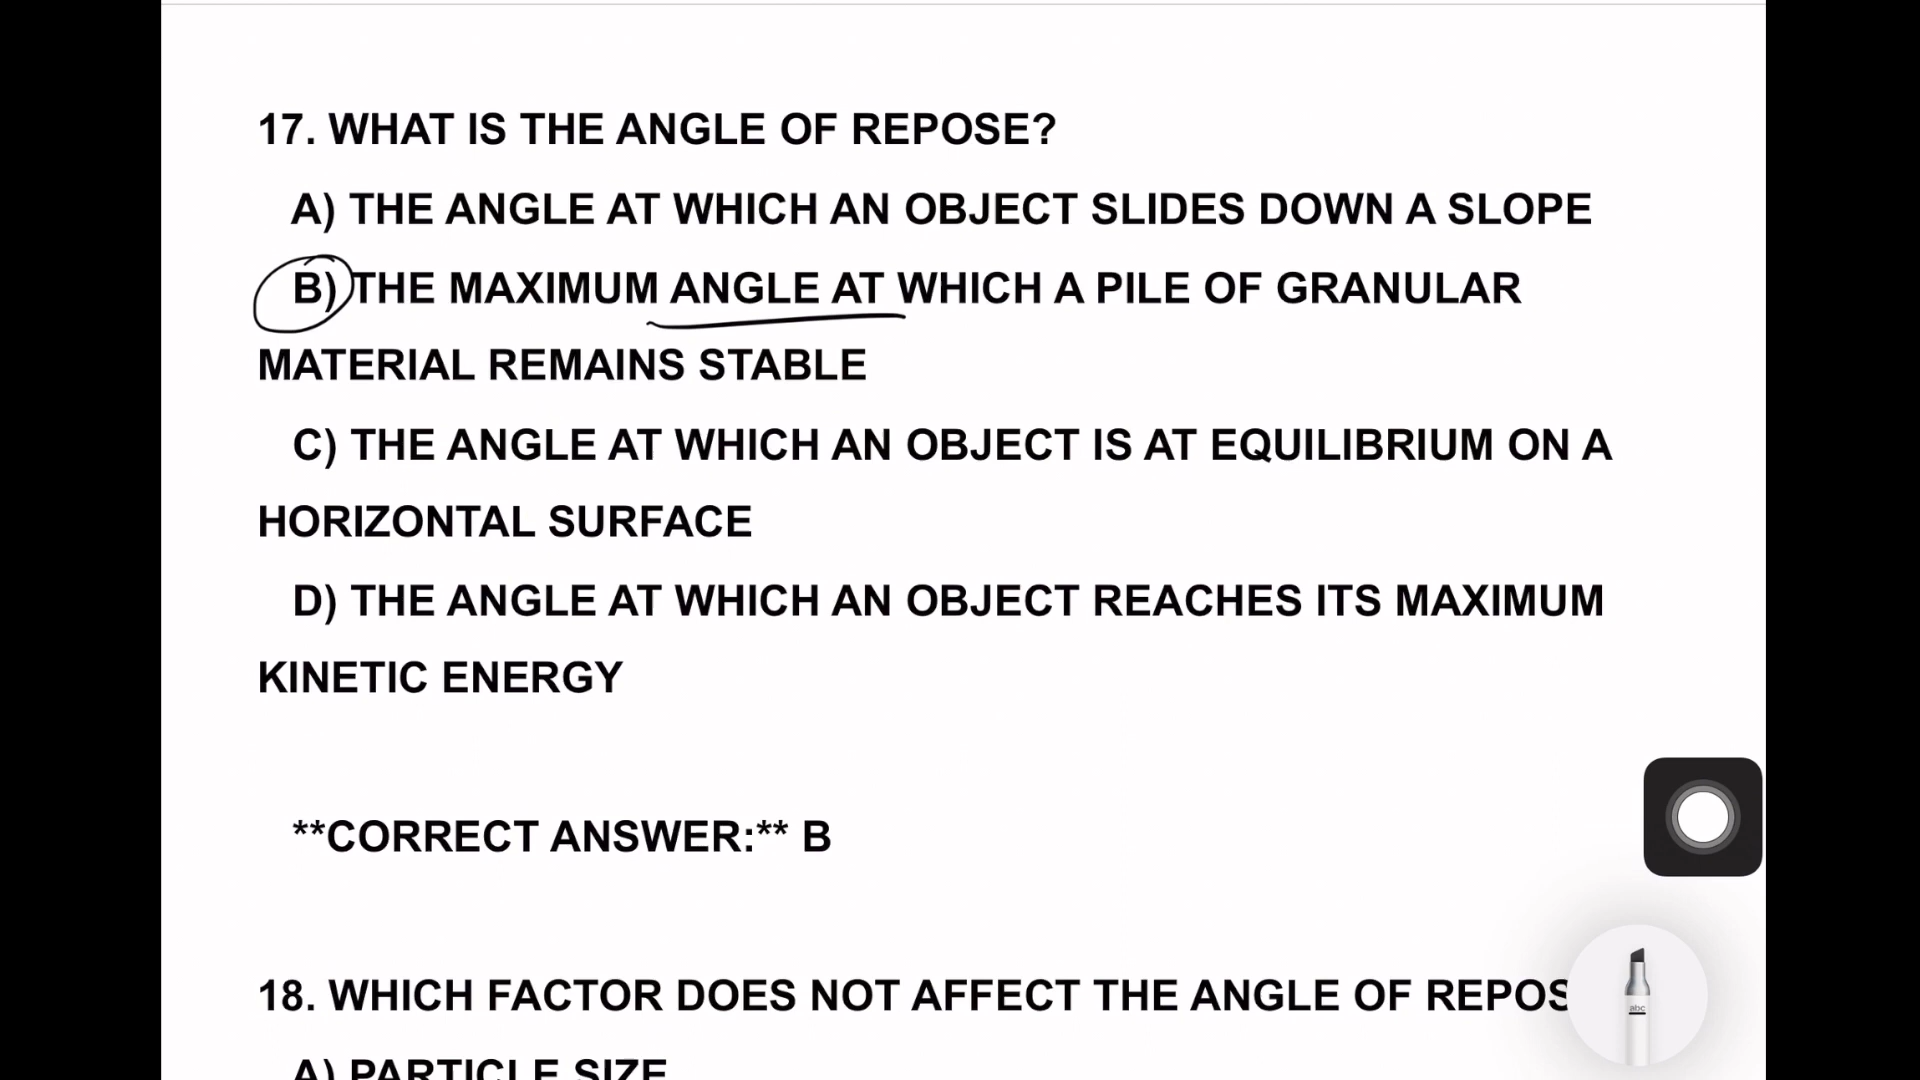 17. WHAT IS THE ANGLE OF REPOSE?
A) THE ANGLE AT WHICH AN OBJECT SLIDES DOWN A SLOPE
B) THE MAXIMUM ANGLE AT WHICH A PILE OF GRANULAR
MATERIAL REMAINS STABLE
C) THE ANGLE AT WHICH AN OBJECT IS AT EQUILIBRIUM ON A
HORIZONTAL SURFACE
D) THE ANGLE AT WHICH AN OBJECT REACHES ITS MAXIMUM
KINETIC ENERGY
**CORRECT ANSWER:** B
18. WHICH FACTOR DOES NOT AFFECT THE ANGLE OF REPOS
abc
A) PARTICLE SIZE